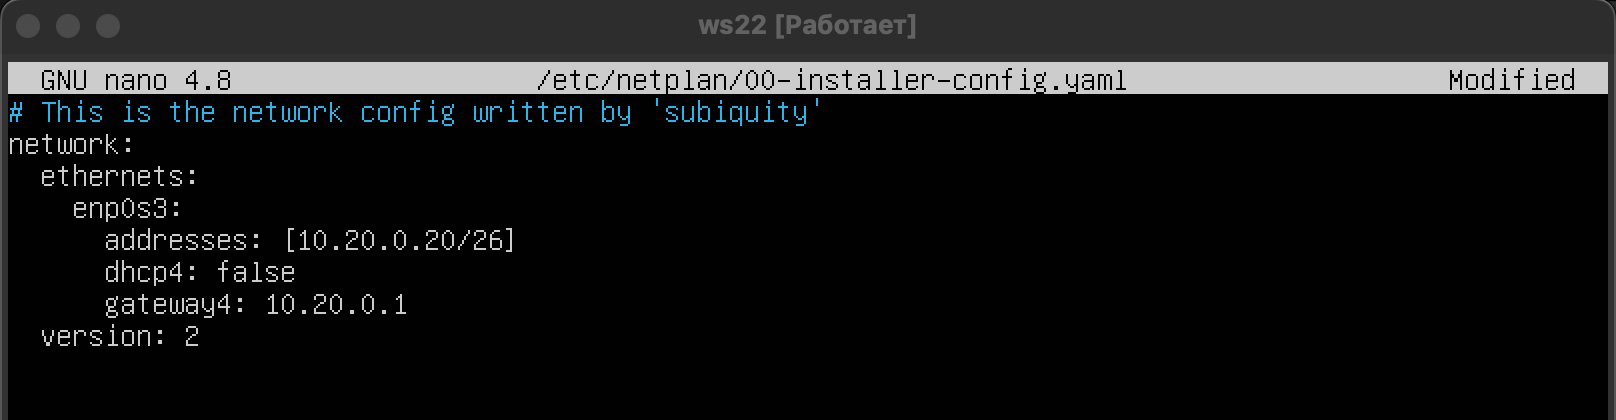 ws22 [Работает]
GNU nano 4.8 /etc/netplan/00-installer-config.yaml Modified
# This is the network config written by 'subiquity'
network:
  ethernets:
    enp0s3:
      addresses: [10.20.0.20/26]
      dhcp4: false
      gateway4: 10.20.0.1
  version: 2